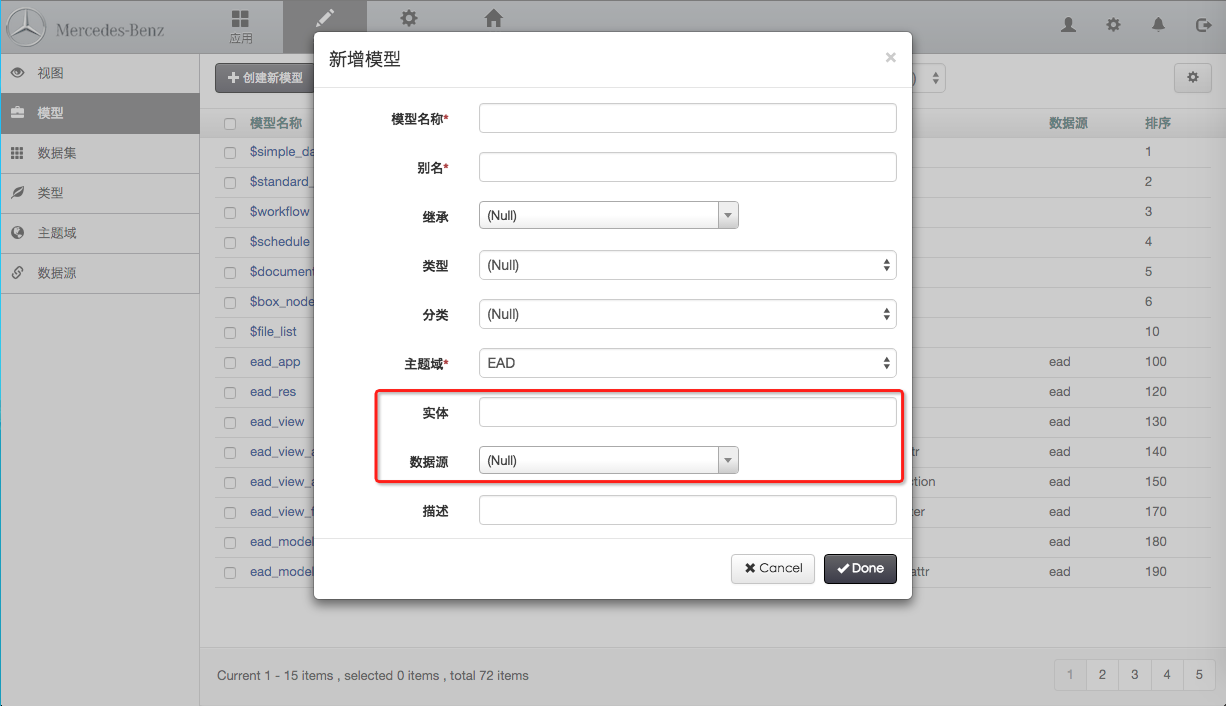 Mercedes-Benz
应用
视图
模型
数据集
类型
主题域
数据源
创建新模型
新增模型
×
模型名称*
别名*
继承 (Null)
类型 (Null)
分类 (Null)
主题域* EAD
实体
数据源 (Null)
描述
Cancel Done
)
模型名称 数据源 排序
$simple_da 1
$standard_ 2
$workflow 3
$schedule 4
$document 5
$box_node 6
$file_list 10
ead_app ead 100
ead_res ead 120
ead_view ead 130
ead_view_a tr ead 140
ead_view_a ction ead 150
ead_view_f ter ead 170
ead_model ead 180
ead_model attr ead 190
Current 1 - 15 items , selected 0 items , total 72 items
1 2 3 4 5